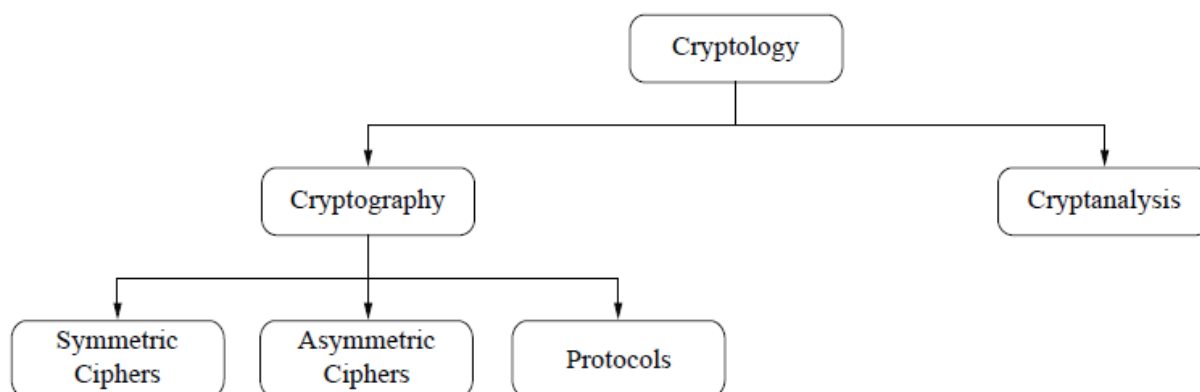 Cryptology
Cryptography
Cryptanalysis
Symmetric
Ciphers
Asymmetric
Ciphers
Protocols